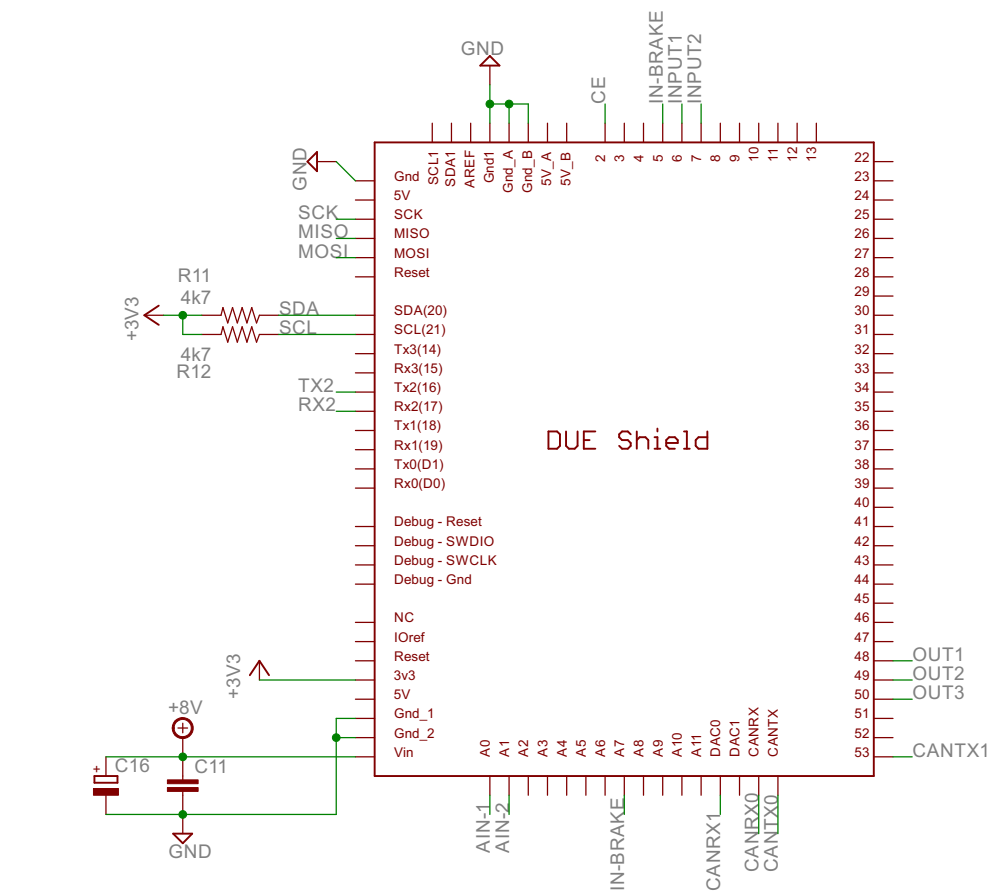 GND
CE
IN-BRAKE
INPUT1
INPUT2
SCL1
SDA1
AREF
Gnd1
Gnd_A
Gnd_B
5V_A
5V_B
2
3
4
5
6
7
8
9
10
11
12
13
GND
Gnd
5V
SCK
SCK
MISO
MISO
MOSI
MOSI
Reset
R11
4k7
+3V3
SDA
SDA(20)
SCL
SCL(21)
4k7
R12
Tx3(14)
Rx3(15)
TX2
Tx2(16)
RX2
Rx2(17)
Tx1(18)
Rx1(19)
Tx0(D1)
Rx0(D0)
DUE Shield
Debug - Reset
Debug - SWDIO
Debug - SWCLK
Debug - Gnd
NC
IOref
Reset
+3V3
3v3
5V
Gnd_1
Gnd_2
Vin
+8V
+
C16
C11
GND
22
23
24
25
26
27
28
29
30
31
32
33
34
35
36
37
38
39
40
41
42
43
44
45
46
47
48
49
50
51
52
53
OUT1
OUT2
OUT3
CANTX1
A0
A1
A2
A3
A4
A5
A6
A7
A8
A9
A10
A11
DAC0
DAC1
CANRX
CANTX
AIN-1
AIN-2
IN-BRAKE
CANRX1
CANRX0
CANTX0